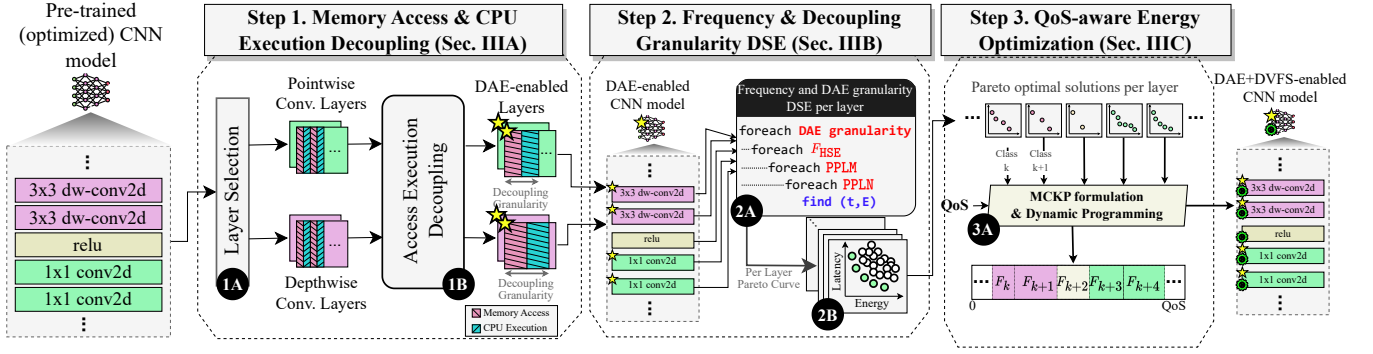 Pre-trained
(optimized) CNN
model
⋮
3x3 dw-conv2d
3x3 dw-conv2d
relu
1x1 conv2d
1x1 conv2d
⋮
Step 1. Memory Access & CPU
Execution Decoupling (Sec. IIIA)
Layer Selection
1A
Pointwise
Conv. Layers
...
...
Depthwise
Conv. Layers
Access Execution
Decoupling
1B
DAE-enabled
Layers
...
Decoupling
Granularity
...
Decoupling
Granularity
Memory Access
CPU Execution
Step 2. Frequency & Decoupling
Granularity DSE (Sec. IIIB)
DAE-enabled
CNN model
⋮
3x3 dw-conv2d
3x3 dw-conv2d
relu
1x1 conv2d
1x1 conv2d
⋮
Frequency and DAE granularity
DSE per layer
foreach DAE granularity
foreach FHSE
foreach PPLM
foreach PPLN
find (t,E)
2A
Per Layer
Pareto Curve
Latency
Energy
2B
Step 3. QoS-aware Energy
Optimization (Sec. IIIC)
Pareto optimal solutions per layer
... ...
Class
k
Class
k+1
QoS
MCKP formulation
& Dynamic Programming
3A
... Fk Fk+1 Fk+2 Fk+3 Fk+4 ...
0 QoS
DAE+DVFS-enabled
CNN model
⋮
3x3 dw-conv2d
3x3 dw-conv2d
relu
1x1 conv2d
1x1 conv2d
⋮